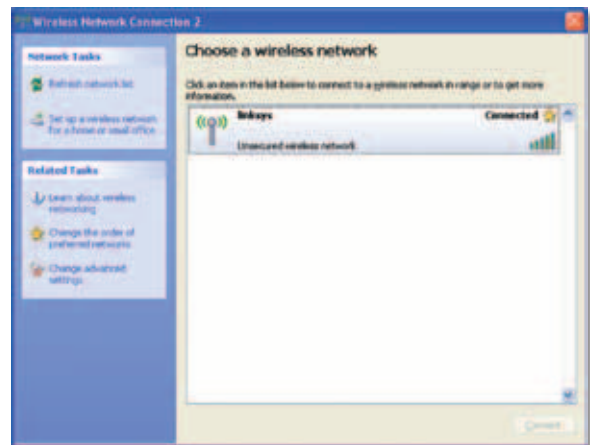 Wireless Network Connection 2
Network Tasks
Refresh network list
Set up a wireless network
for a home or small office
Related Tasks
Learn about wireless
networking
Change the order of
preferred networks
Change advanced
settings
Choose a wireless network
Click an item in the list below to connect to a wireless network in range or to get more
information.
linksys
Connected
Unsecured wireless network
Connect